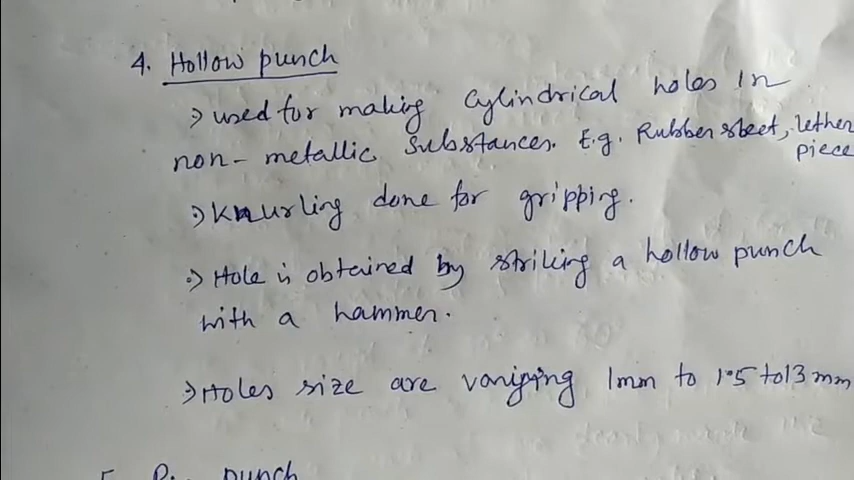 4. Hollow punch
→ used for making cylindrical holes in
non-metallic substances. E.g. Rubber sheet, lether
piece
→ Knurling done for gripping.
→ Hole is obtained by striking a hollow punch
with a hammer.
→ Holes size are varying 1mm to 1.5 to 13 mm
5. punch